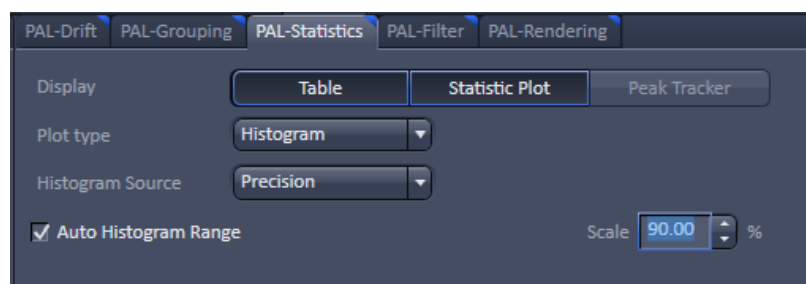 PAL-Drift PAL-Grouping PAL-Statistics PAL-Filter PAL-Rendering
Display Table Statistic Plot Peak Tracker
Plot type Histogram
Histogram Source Precision
Auto Histogram Range Scale 90.00 %